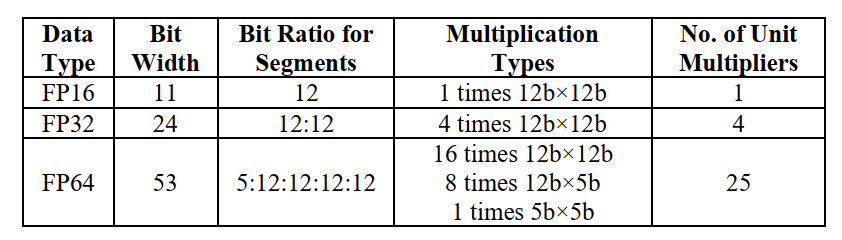 Data Type Bit Width Bit Ratio for Segments Multiplication Types No. of Unit Multipliers
FP16 11 12 1 times 12b×12b 1
FP32 24 12:12 4 times 12b×12b 4
FP64 53 5:12:12:12:12 16 times 12b×12b
8 times 12b×5b
1 times 5b×5b 25